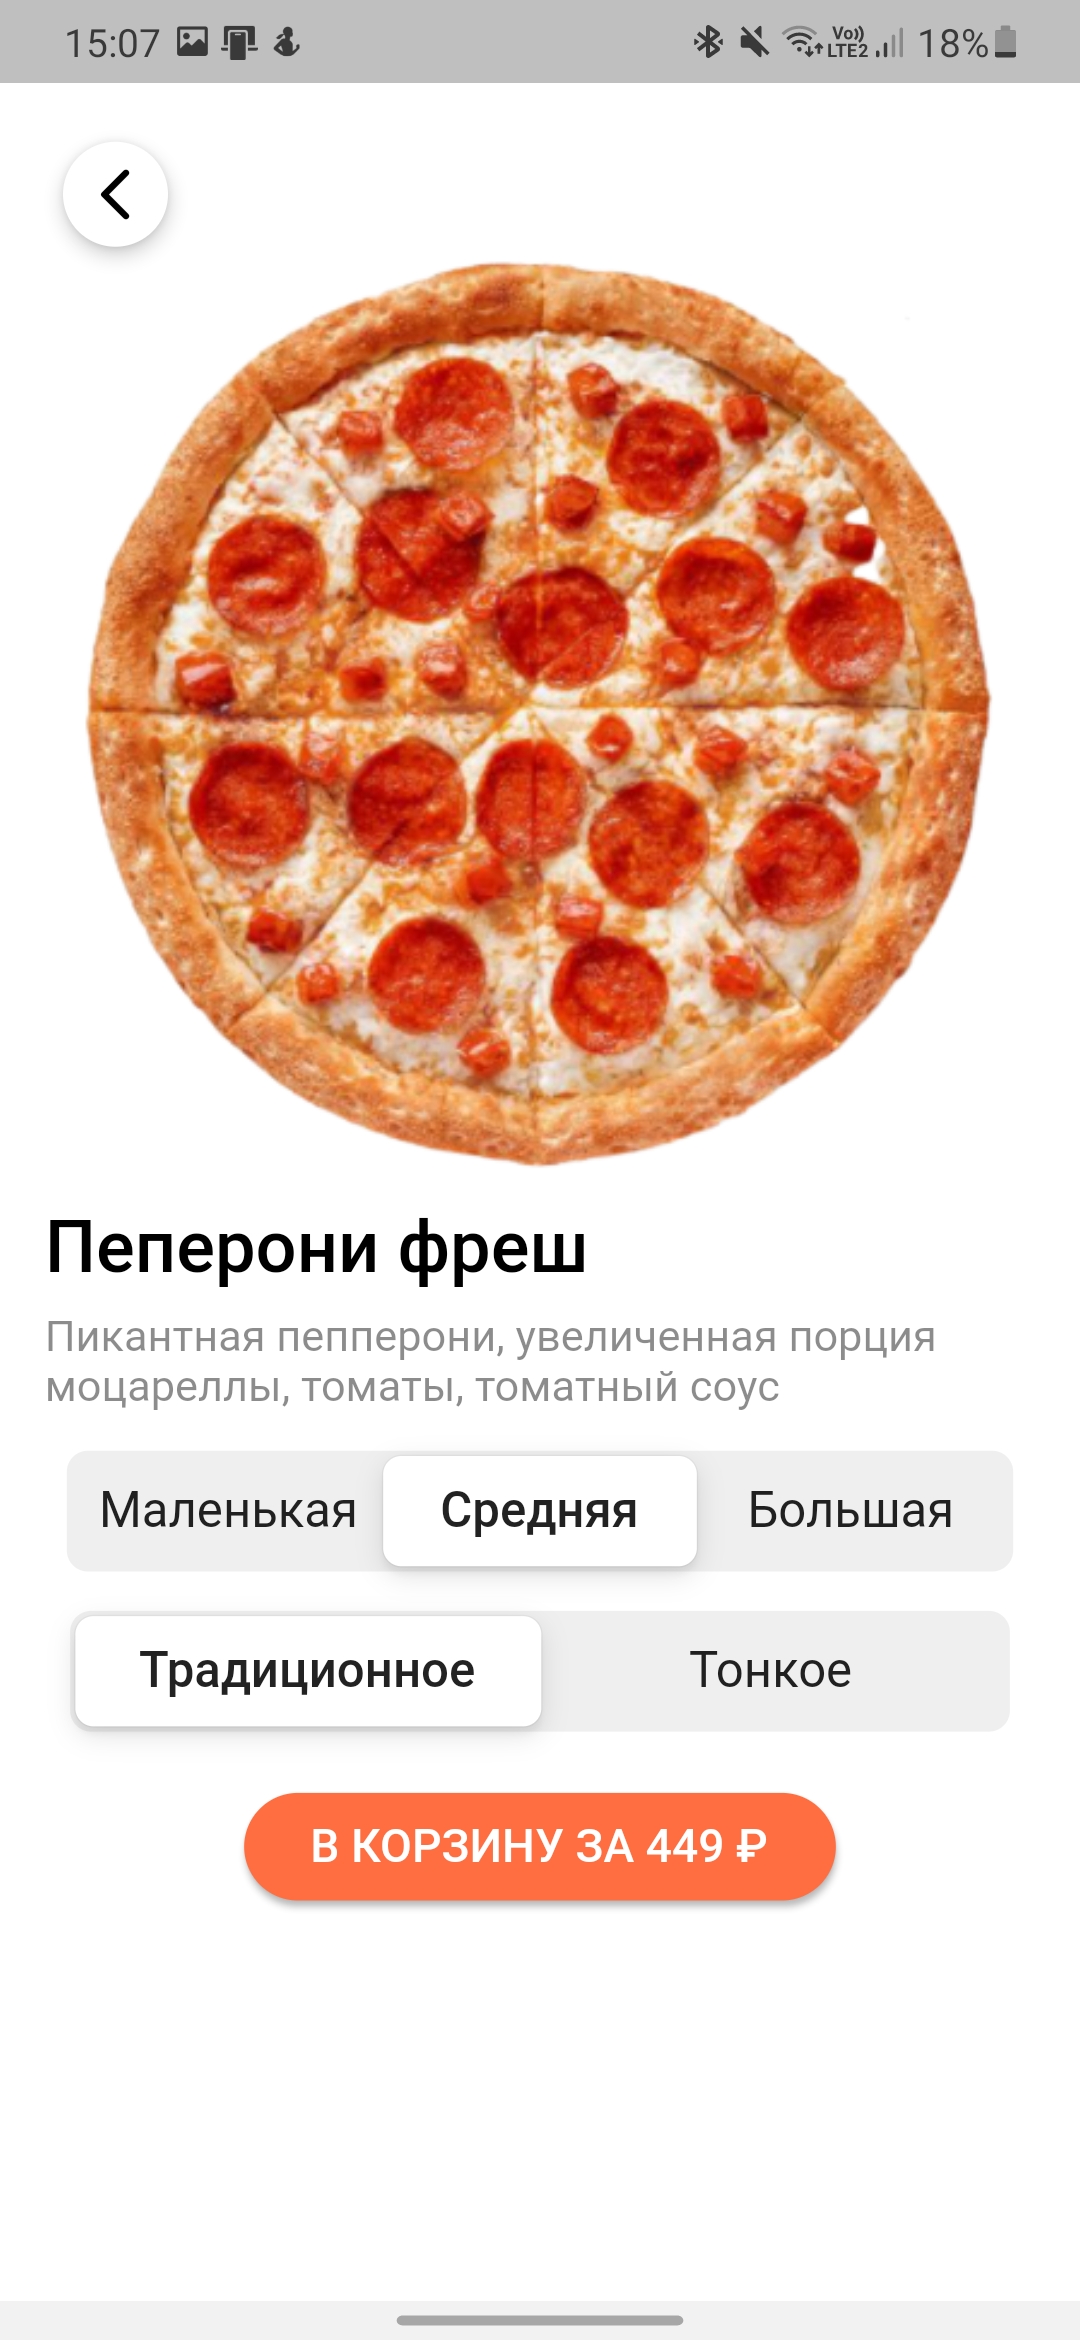 15:07 Vo)) LTE2 18%
Пеперони фреш
Пикантная пепперони, увеличенная порция
моцареллы, томаты, томатный соус
Маленькая Средняя Большая
Традиционное Тонкое
В КОРЗИНУ ЗА 449 ₽